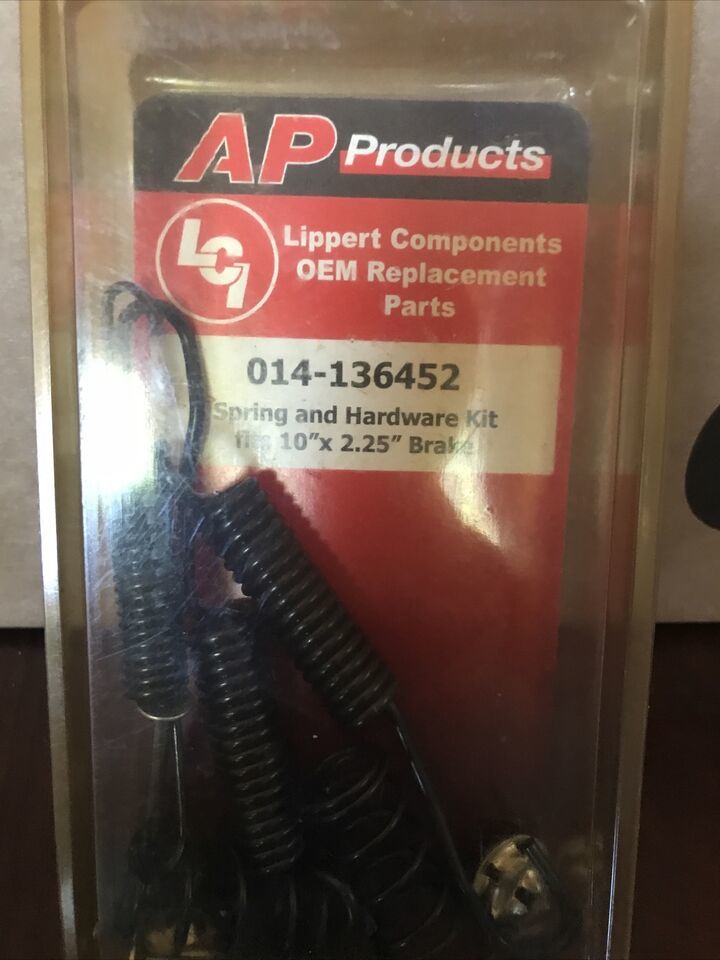 AP Products
LCI
Lippert Components
OEM Replacement
Parts
014-136452
Spring and Hardware Kit
fits 10"x 2.25" Brake